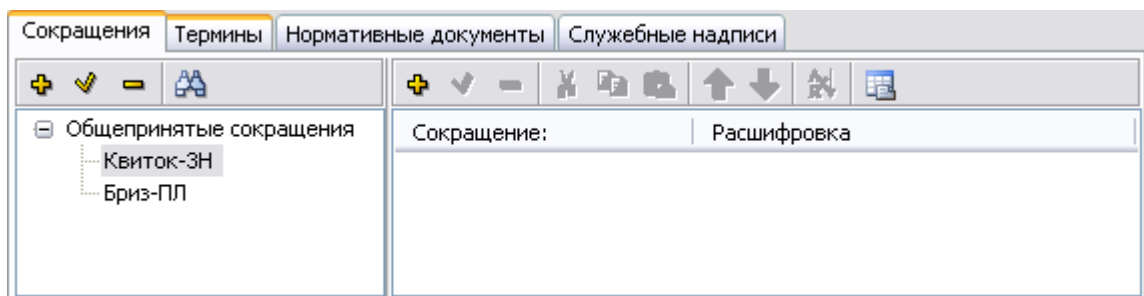 Сокращения Термины Нормативные документы Служебные надписи
Общепринятые сокращения
Сокращение: Расшифровка
Квиток-ЗН
Бриз-ПЛ